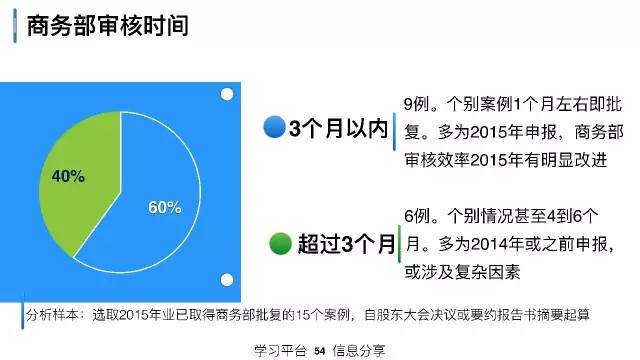 商务部审核时间
40%
60%
3个月以内
9例。个别案例1个月左右即批
复。多为2015年申报，商务部
审核效率2015年有明显改进
超过3个月
6例。个别情况甚至4到6个
月。多为2014年或之前申报，
或涉及复杂因素
分析样本：选取2015年业已取得商务部批复的15个案例，自股东大会决议或要约报告书摘要起算
学习平台 54 信息分享